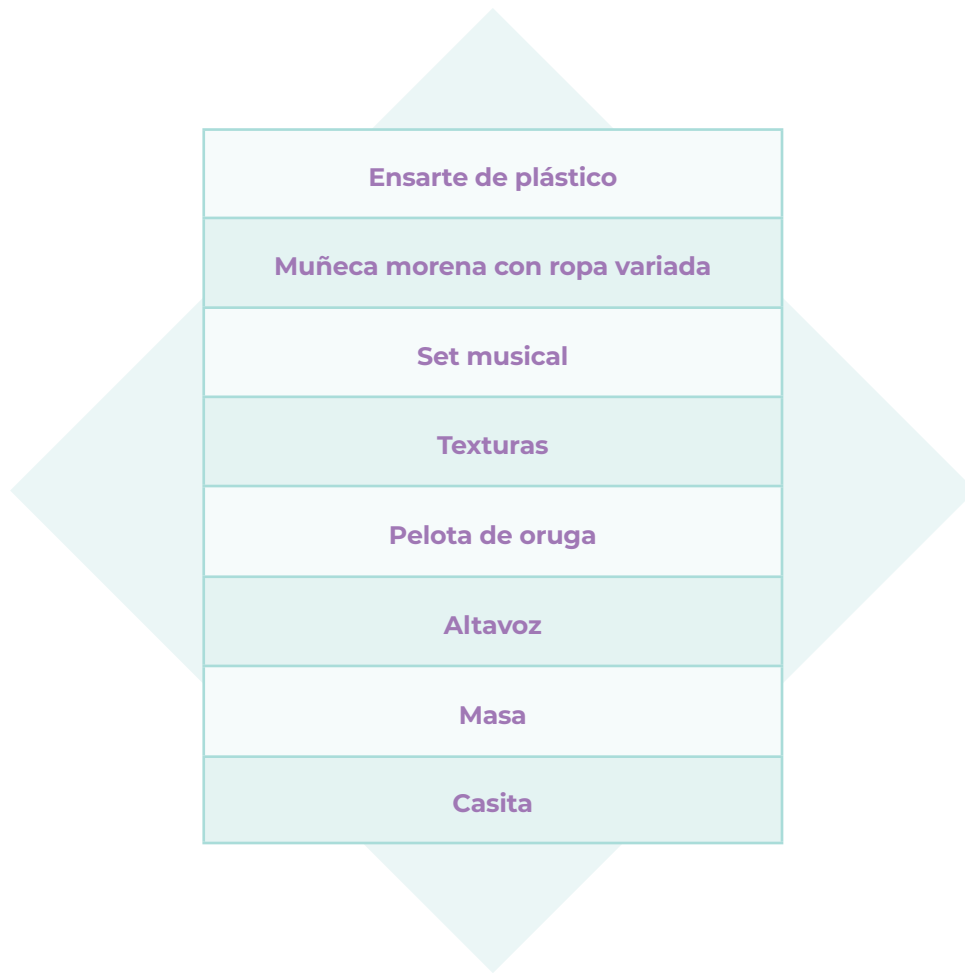 Ensarte de plástico
Muñeca morena con ropa variada
Set musical
Texturas
Pelota de oruga
Altavoz
Masa
Casita